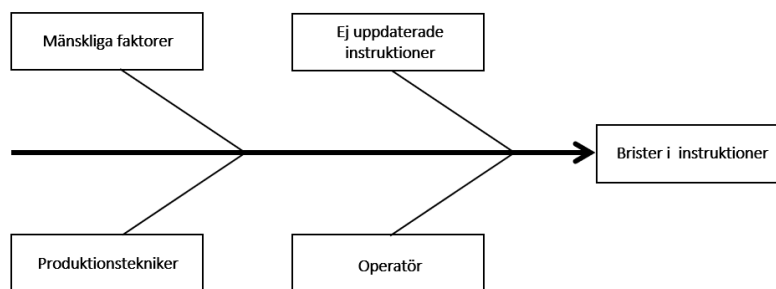 Mänskliga faktorer
Ej uppdaterade
instruktioner
Brister i instruktioner
Produktionstekniker
Operatör